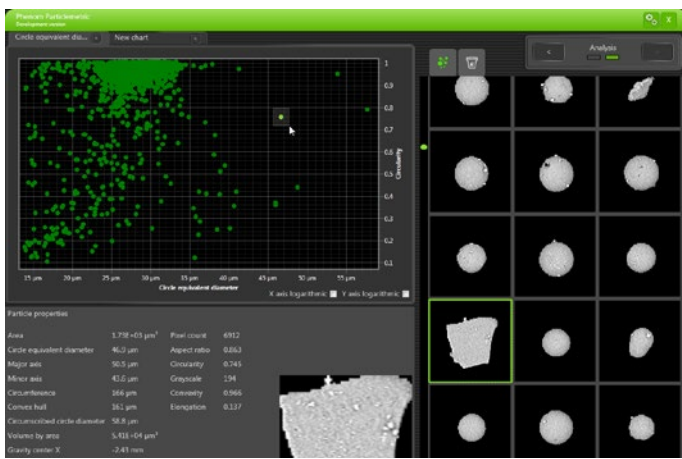 Phenom Particlemetric
Development version
Circle equivalent dia...
New chart
Analysis
<
1
0.9
0.8
0.7
0.6
0.5
0.4
0.3
0.2
0.1
Circularity
15 µm 20 µm 25 µm 30 µm 35 µm 40 µm 45 µm 50 µm 55 µm
Circle equivalent diameter
X axis logarithmic Y axis logarithmic
Particle properties
Area 1.73E+03 µm² Pixel count 6912
Circle equivalent diameter 46.9 µm Aspect ratio 0.863
Major axis 50.5 µm Circularity 0.745
Minor axis 43.6 µm Grayscale 194
Circumference 166 µm Convexity 0.966
Convex hull 161 µm Elongation 0.137
Circumscribed circle diameter 58.8 µm
Volume by area 5.41E+04 µm³
Gravity center X -2.43 mm